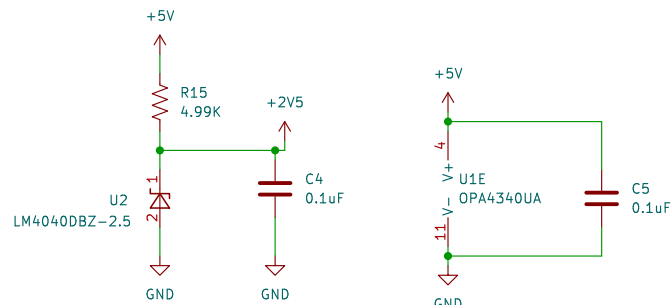 +5V
R15
4.99K
+2V5
1
U2
2
LM4040DBZ-2.5
C4
0.1uF
GND
GND
+5V
4
V+
U1E
OPA4340UA
V-
11
C5
0.1uF
GND